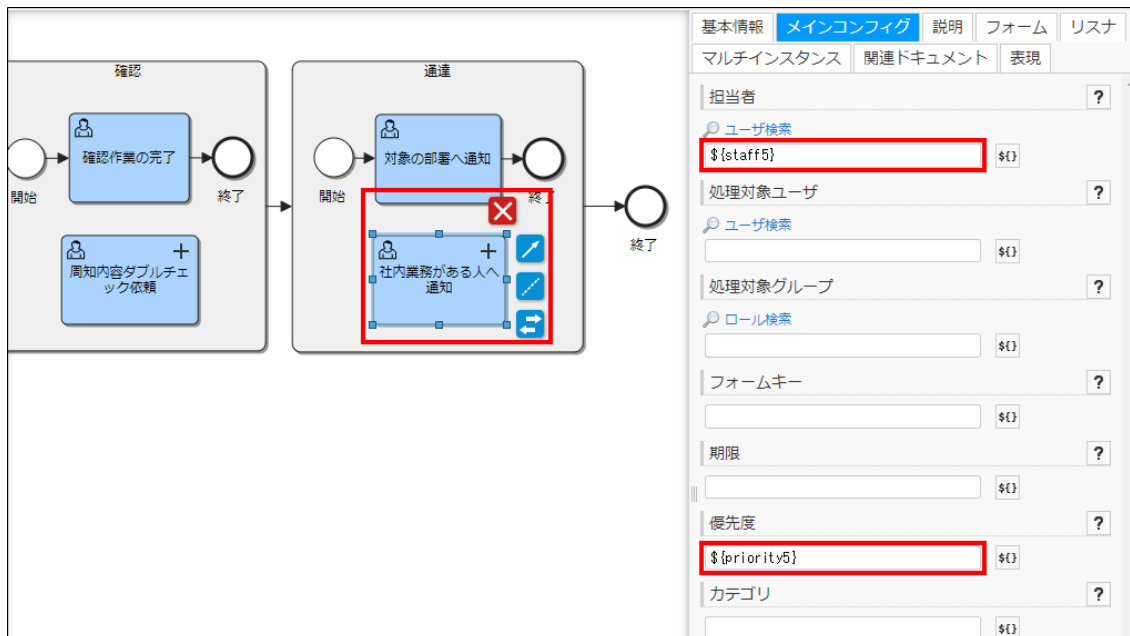 確認
確認作業の完了
開始
終了
周知内容ダブルチェ
ック依頼
通達
対象の部署へ通知
開始
終了
社内業務がある人へ
通知
終了
基本情報 メインコンフィグ 説明 フォーム リスナ
マルチインスタンス 関連ドキュメント 表現
担当者 ?
ユーザ検索
${staff5} ${}
処理対象ユーザ ?
ユーザ検索
${}
処理対象グループ ?
ロール検索
${}
フォームキー ?
${}
期限 ?
${}
優先度 ?
${priority5} ${}
カテゴリ ?
${}